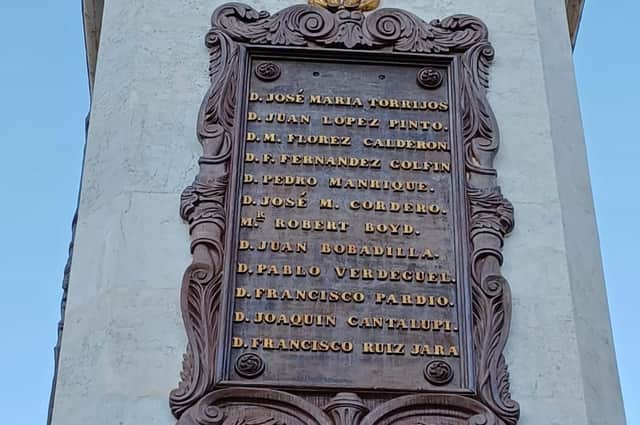 D. JOSÉ MARIA TORRIJOS
D. JUAN LOPEZ PINTO.
D. M. FLOREZ CALDERON
D. F. FERNANDEZ GOLFIN
D. PEDRO MANRIQUE.
D. JOSÉ M. CORDERO.
MR ROBERT BOYD.
D. JUAN BOBADILLA.
D. PABLO VERDEGUEL.
D. FRANCISCO PARDIO.
D. JOAQUIN CANTALUPI.
D. FRANCISCO RUIZ JARA